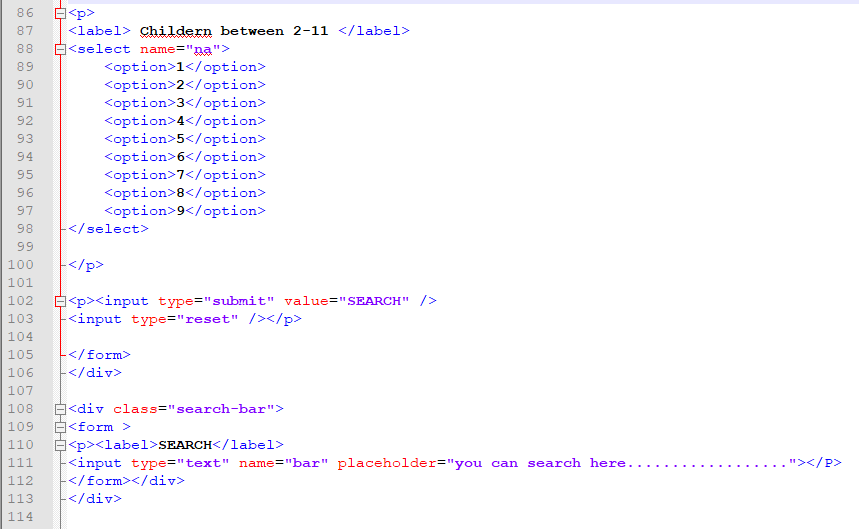 86 <p>
87 <label> Childern between 2-11 </label>
88 <select name="na">
89     <option>1</option>
90     <option>2</option>
91     <option>3</option>
92     <option>4</option>
93     <option>5</option>
94     <option>6</option>
95     <option>7</option>
96     <option>8</option>
97     <option>9</option>
98 </select>
99
100 </p>
101
102 <p><input type="submit" value="SEARCH" />
103 <input type="reset" /></p>
104
105 </form>
106 </div>
107
108 <div class="search-bar">
109 <form >
110 <p><label>SEARCH</label>
111 <input type="text" name="bar" placeholder="you can search here.................."></P>
112 </form></div>
113 </div>
114